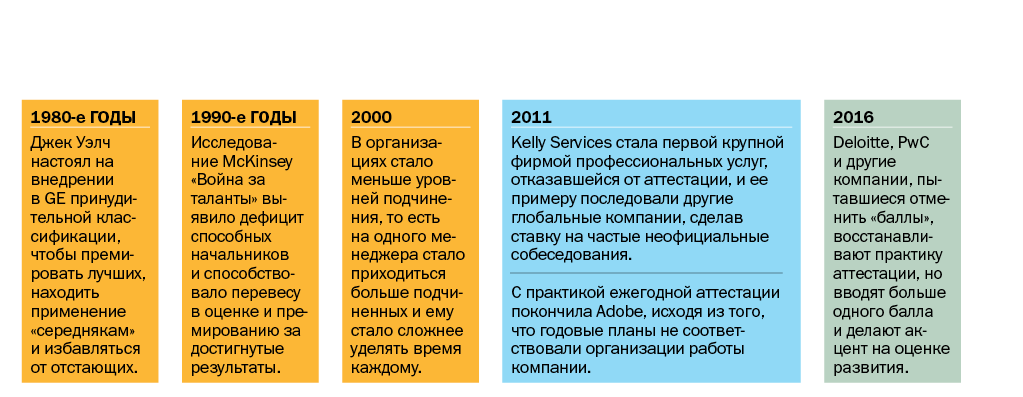 1980-е ГОДЫ
Джек Уэлч
настоял на
внедрении
в GE принуди-
тельной клас-
сификации,
чтобы преми-
ровать лучших,
находить
применение
«середнякам»
и избавляться
от отстающих.
1990-е ГОДЫ
Исследова-
ние McKinsey
«Война за
таланты» вы-
явило дефицит
способных
начальников
и способство-
вало перевесу
в оценке и пре-
мированию за
достигнутые
результаты.
2000
В организа-
циях стало
меньше уров-
ней подчине-
ния, то есть
на одного ме-
неджера стало
приходиться
больше подчи-
ненных и ему
стало сложнее
уделять время
каждому.
2011
Kelly Services стала первой крупной
фирмой профессиональных услуг,
отказавшейся от аттестации, и ее
примеру последовали другие
глобальные компании, сделав
ставку на частые неофициальные
собеседования.
С практикой ежегодной аттестации
покончила Adobe, исходя из того,
что годовые планы не соответ-
ствовали организации работы
компании.
2016
Deloitte, PwC
и другие
компании, пы-
тавшиеся отме-
нить «баллы»,
восстанавли-
вают практику
аттестации, но
вводят больше
одного балла
и делают ак-
цент на оценке
развития.